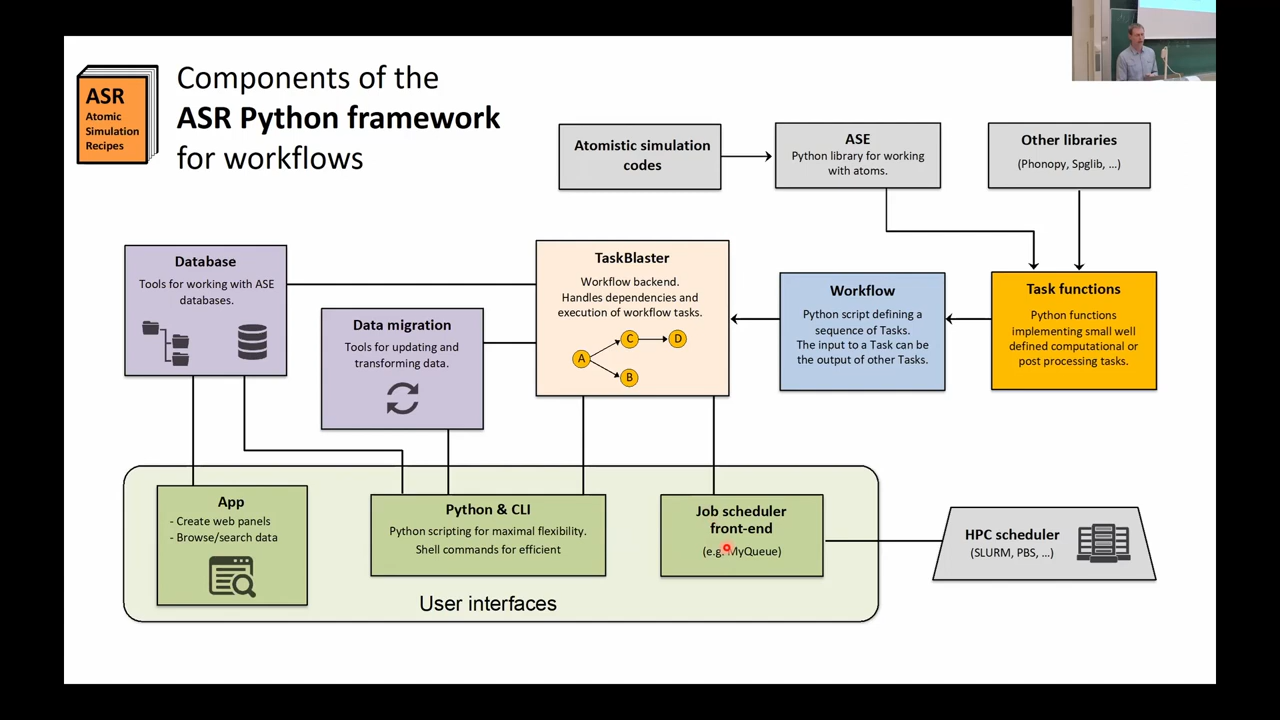 ASR
Atomic
Simulation
Recipes
Components of the
ASR Python framework
for workflows
Atomistic simulation
codes
ASE
Python library for working
with atoms.
Other libraries
(Phonopy, Spglib, ...)
Database
Tools for working with ASE
databases.
Data migration
Tools for updating and
transforming data.
TaskBlaster
Workflow backend.
Handles dependencies and
execution of workflow tasks.
A
C
D
B
Workflow
Python script defining a
sequence of Tasks.
The input to a Task can be
the output of other Tasks.
Task functions
Python functions
implementing small well
defined computational or
post processing tasks.
App
- Create web panels
- Browse/search data
Python & CLI
Python scripting for maximal flexibility.
Shell commands for efficient
Job scheduler
front-end
(e.g. MyQueue)
User interfaces
HPC scheduler
(SLURM, PBS, ...)